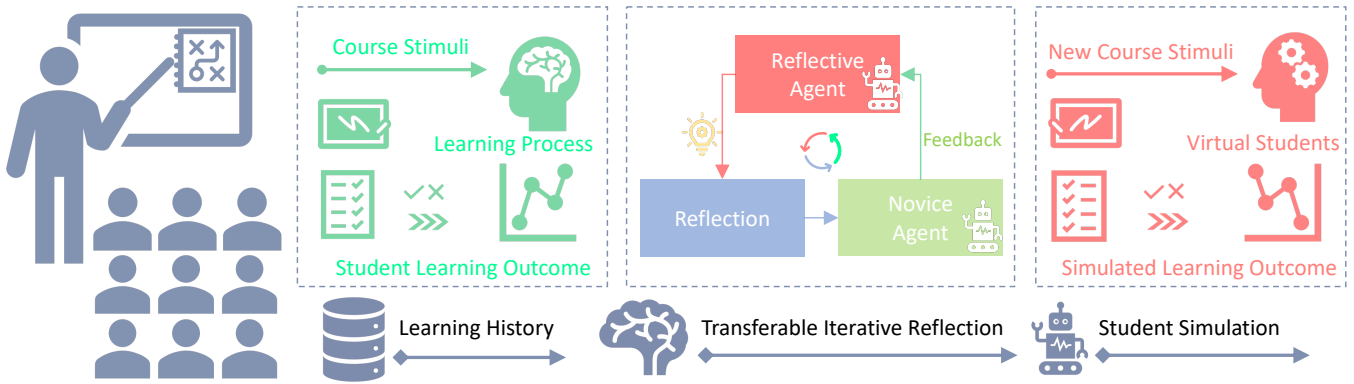 Course Stimuli
Learning Process
Student Learning Outcome
Reflective
Agent
Feedback
Reflection
Novice
Agent
New Course Stimuli
Virtual Students
Simulated Learning Outcome
Learning History
Transferable Iterative Reflection
Student Simulation